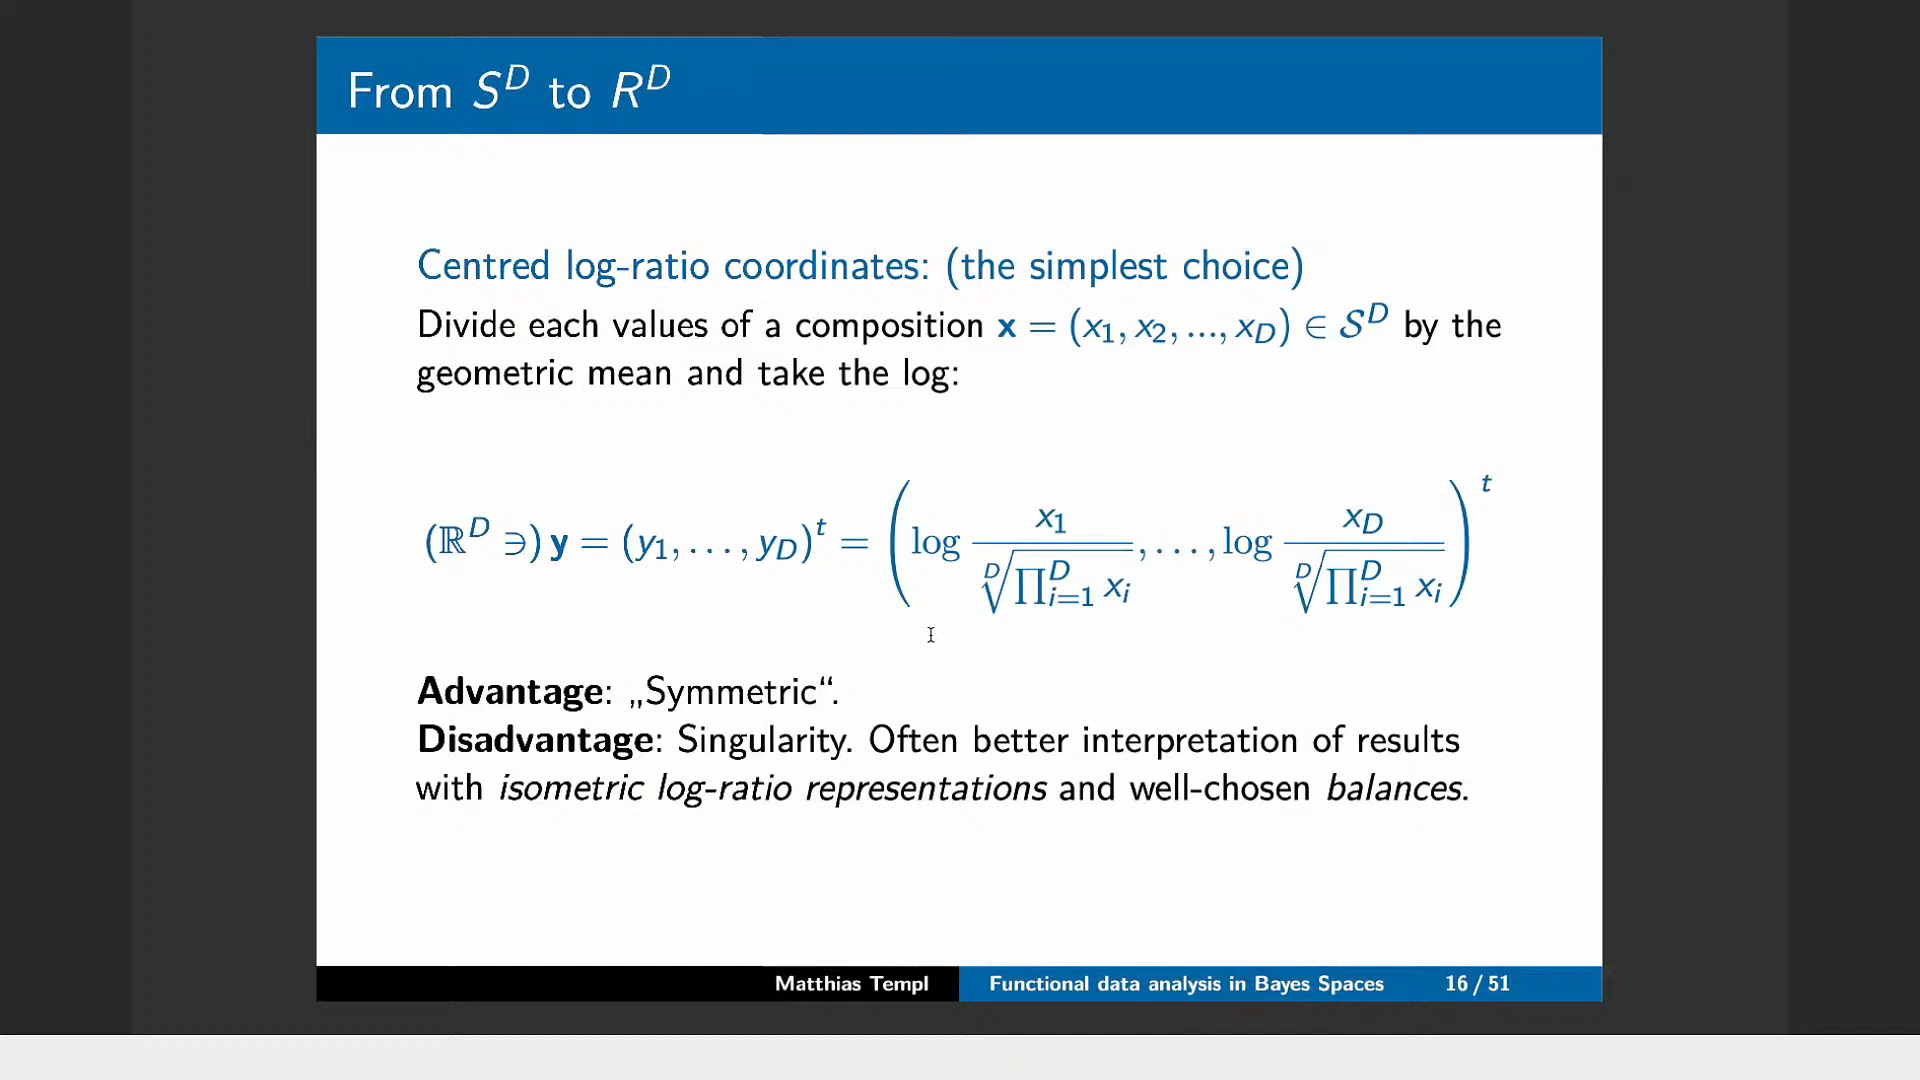 From S^D to R^D
Centred log-ratio coordinates: (the simplest choice)
Divide each values of a composition x = (x_1, x_2, ..., x_D) ∈ S^D by the
geometric mean and take the log:
(ℝ^D ∋) y = (y_1, . . . , y_D)^t = ( log x_1 / \sqrt[D]{∏_{i=1}^D x_i} , . . . , log x_D / \sqrt[D]{∏_{i=1}^D x_i} )^t
Advantage: „Symmetric“.
Disadvantage: Singularity. Often better interpretation of results
with isometric log-ratio representations and well-chosen balances.
Matthias Templ Functional data analysis in Bayes Spaces 16 / 51